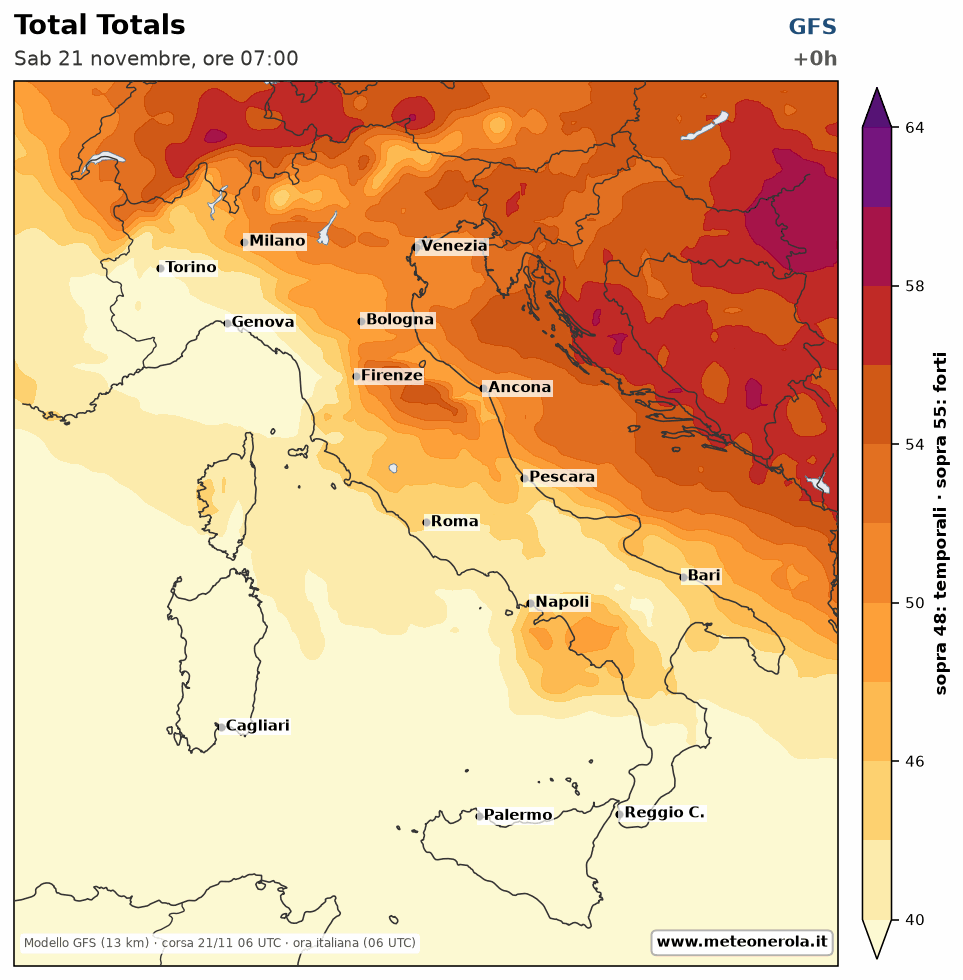 Total Totals
GFS
Sab 21 novembre, ore 07:00
+0h
Milano
Venezia
Torino
Genova
Bologna
Firenze
Ancona
Pescara
Roma
Bari
Napoli
Cagliari
Palermo
Reggio C.
64
58
54
50
46
40
sopra 48: temporali · sopra 55: forti
Modello GFS (13 km) · corsa 21/11 06 UTC · ora italiana (06 UTC)
www.meteonerola.it